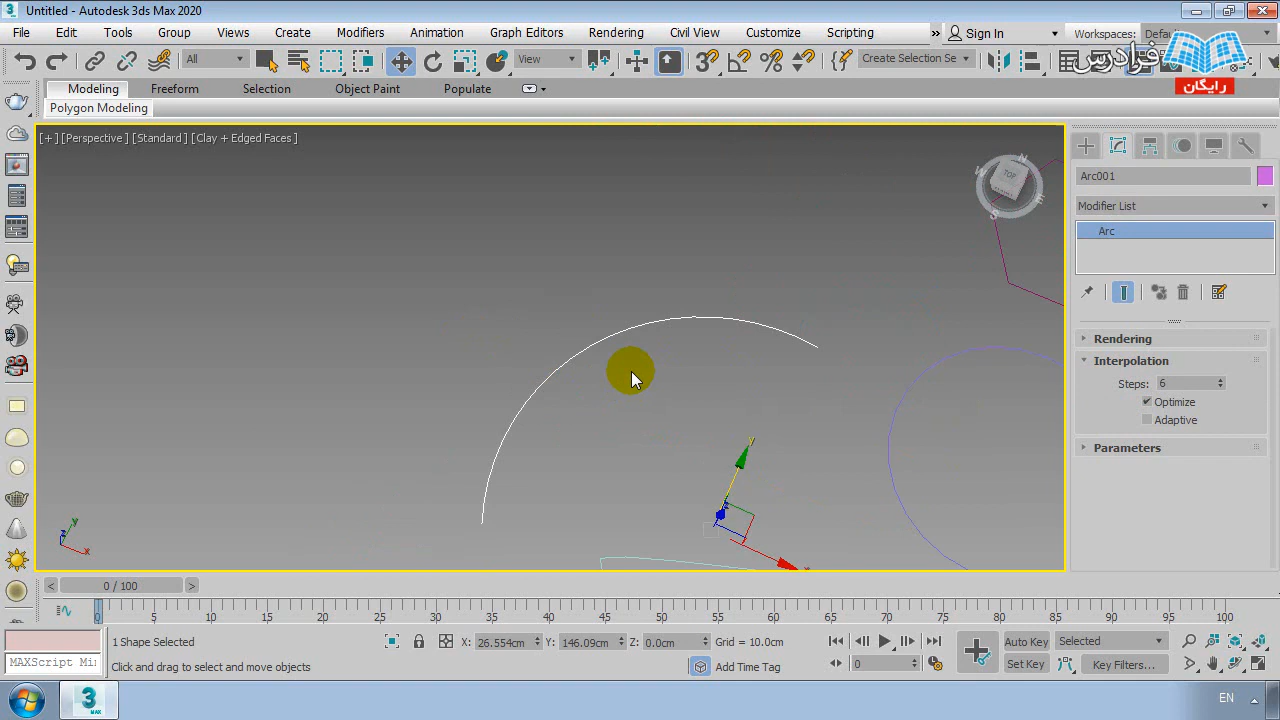 Untitled - Autodesk 3ds Max 2020
File Edit Tools Group Views Create Modifiers Animation Graph Editors Rendering Civil View Customize Scripting » Sign In Workspaces:
All View Create Selection Se
فرادرس
رایگان
Modeling Freeform Selection Object Paint Populate
Polygon Modeling
[+] [Perspective] [Standard] [Clay + Edged Faces]
TOP
N
W
E
S
Arc001
Modifier List
Arc
Rendering
Interpolation
Steps: 6
Optimize
Adaptive
Parameters
y
y
z
x
< 0 / 100 >
0 5 10 15 20 25 30 35 40 45 50 55 60 65 70 75 80 85 90 95 100
1 Shape Selected X: 26.554cm Y: 146.09cm Z: 0.0cm Grid = 10.0cm Auto Key Selected
MAXScript Mi Click and drag to select and move objects Add Time Tag 0 Set Key Key Filters...
3 MAX EN